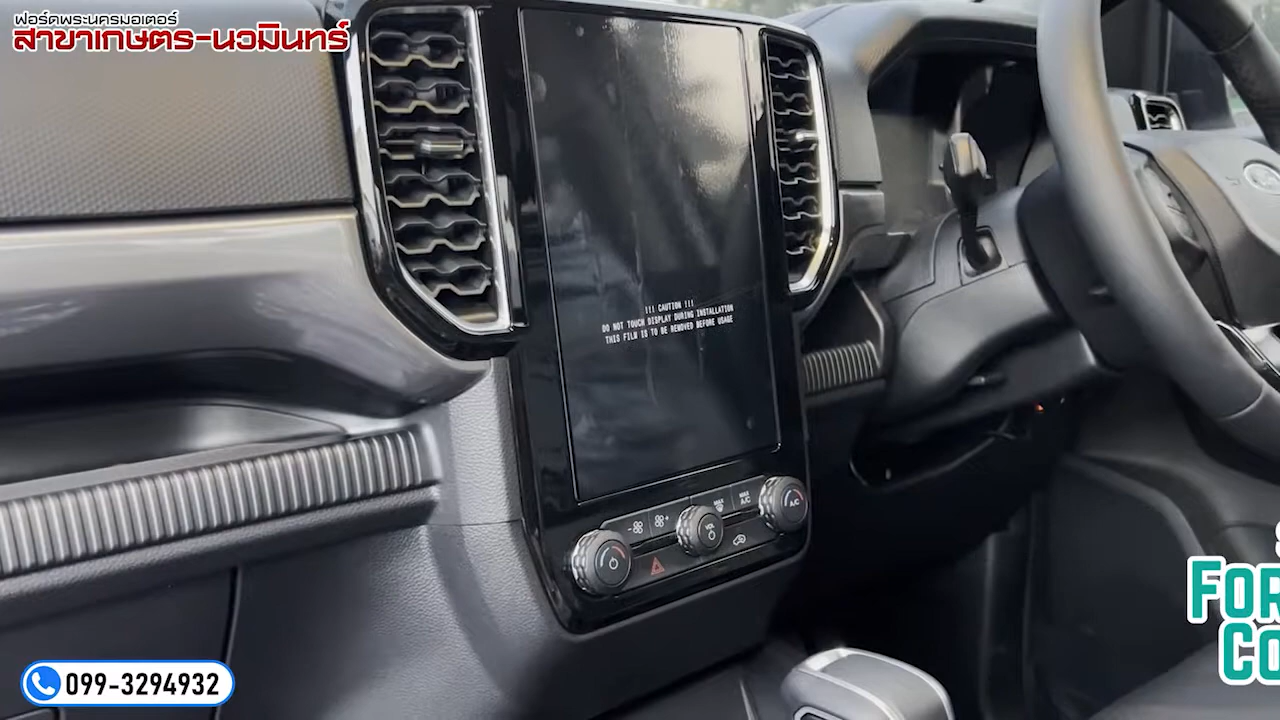 ฟอร์ดพระนครมอเตอร์
สาขาเกษตร-นวมินทร์
!!! CAUTION !!!
DO NOT TOUCH DISPLAY DURING INSTALLATION
THIS FILM IS TO BE REMOVED BEFORE USAGE
MAX
MAX A/C
VOL
A/C
FOR
CO
099-3294932